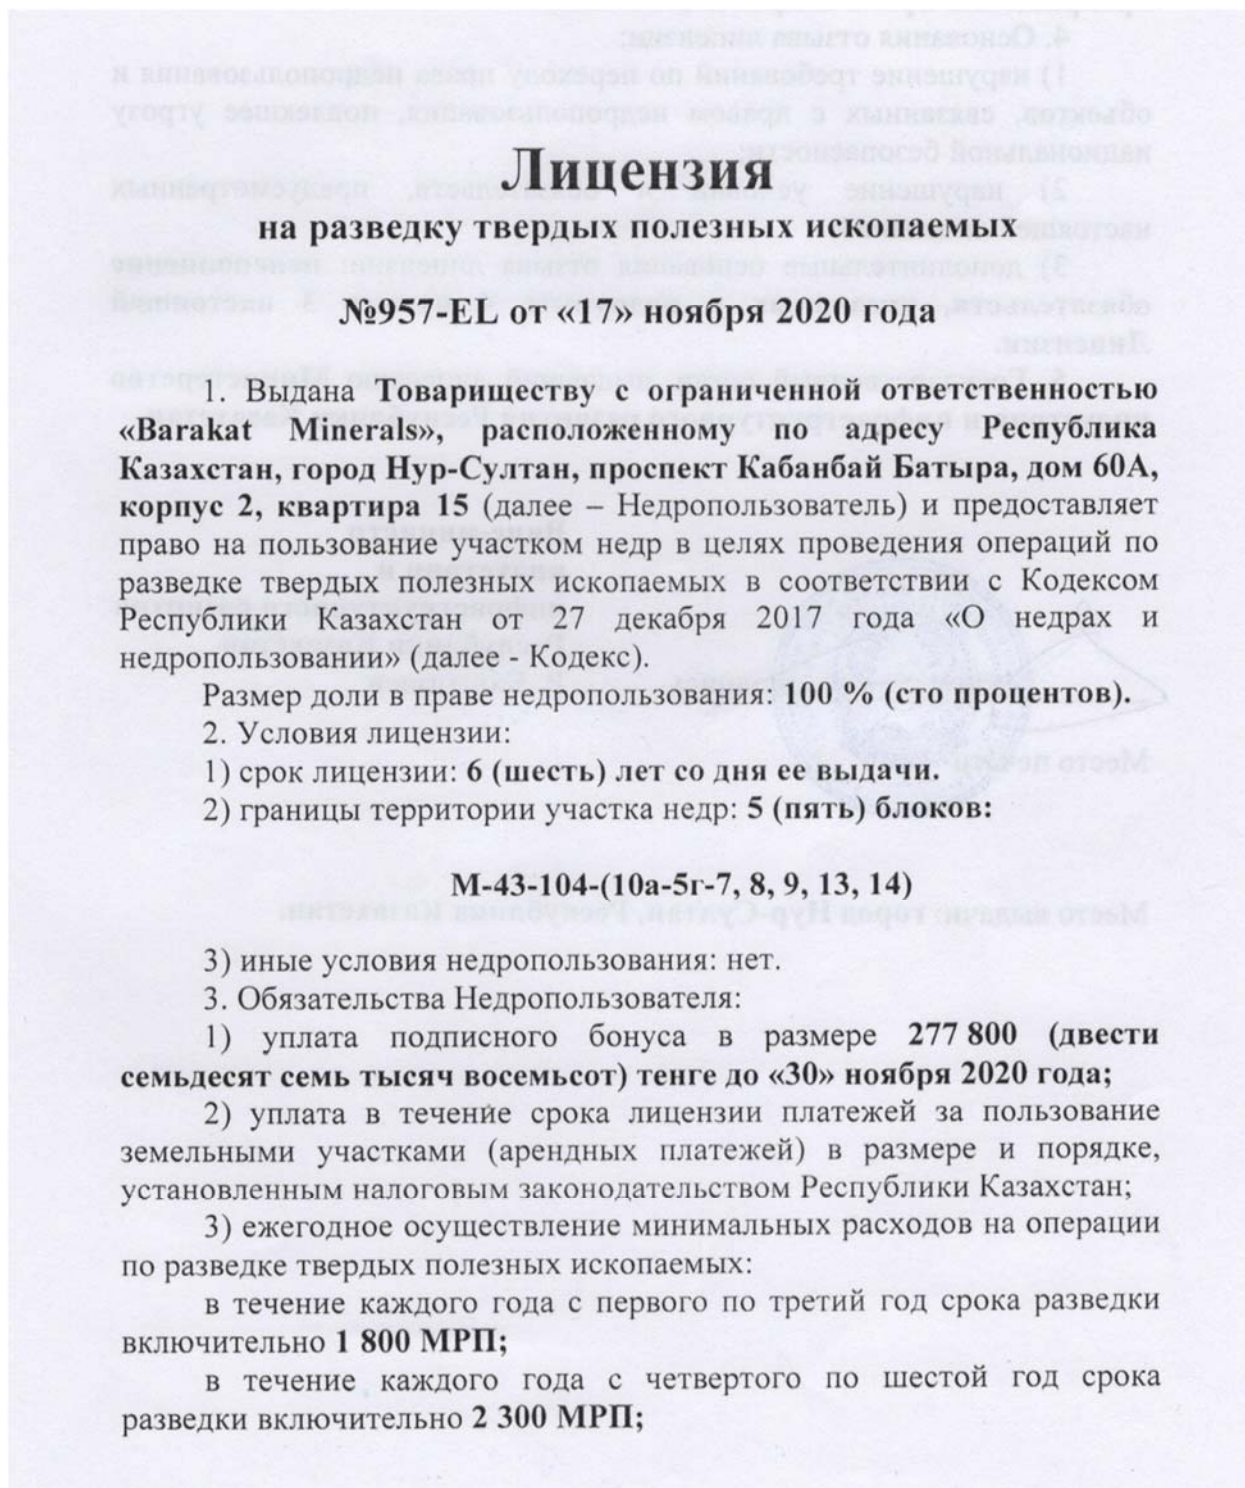 Лицензия
на разведку твердых полезных ископаемых
№957-EL от «17» ноября 2020 года
1. Выдана Товариществу с ограниченной ответственностью
«Barakat Minerals», расположенному по адресу Республика
Казахстан, город Нур-Султан, проспект Кабанбай Батыра, дом 60А,
корпус 2, квартира 15 (далее – Недропользователь) и предоставляет
право на пользование участком недр в целях проведения операций по
разведке твердых полезных ископаемых в соответствии с Кодексом
Республики Казахстан от 27 декабря 2017 года «О недрах и
недропользовании» (далее - Кодекс).
Размер доли в праве недропользования: 100 % (сто процентов).
2. Условия лицензии:
1) срок лицензии: 6 (шесть) лет со дня ее выдачи.
2) границы территории участка недр: 5 (пять) блоков:
М-43-104-(10а-5г-7, 8, 9, 13, 14)
3) иные условия недропользования: нет.
3. Обязательства Недропользователя:
1) уплата подписного бонуса в размере 277 800 (двести
семьдесят семь тысяч восемьсот) тенге до «30» ноября 2020 года;
2) уплата в течение срока лицензии платежей за пользование
земельными участками (арендных платежей) в размере и порядке,
установленным налоговым законодательством Республики Казахстан;
3) ежегодное осуществление минимальных расходов на операции
по разведке твердых полезных ископаемых:
в течение каждого года с первого по третий год срока разведки
включительно 1 800 МРП;
в течение каждого года с четвертого по шестой год срока
разведки включительно 2 300 МРП;